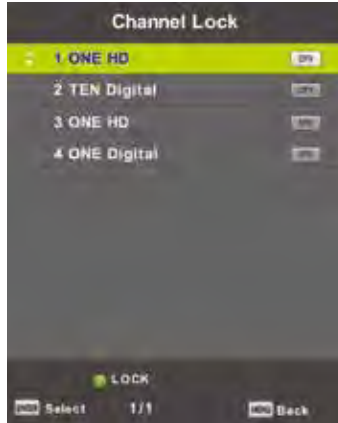 Channel Lock
1 ONE HD
2 TEN Digital
3 ONE HD
4 ONE Digital
LOCK
Select 1/1 Back